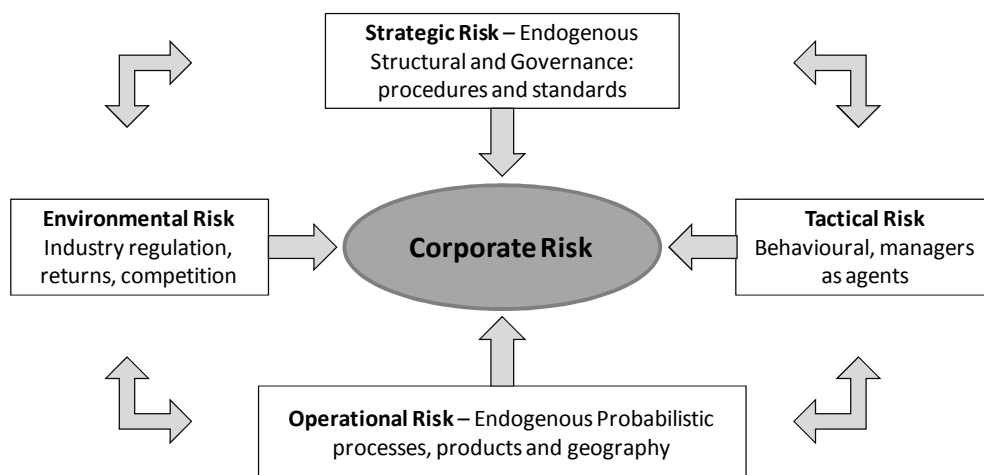 Strategic Risk – Endogenous
Structural and Governance:
procedures and standards
Environmental Risk
Industry regulation,
returns, competition
Corporate Risk
Tactical Risk
Behavioural, managers
as agents
Operational Risk – Endogenous Probabilistic
processes, products and geography